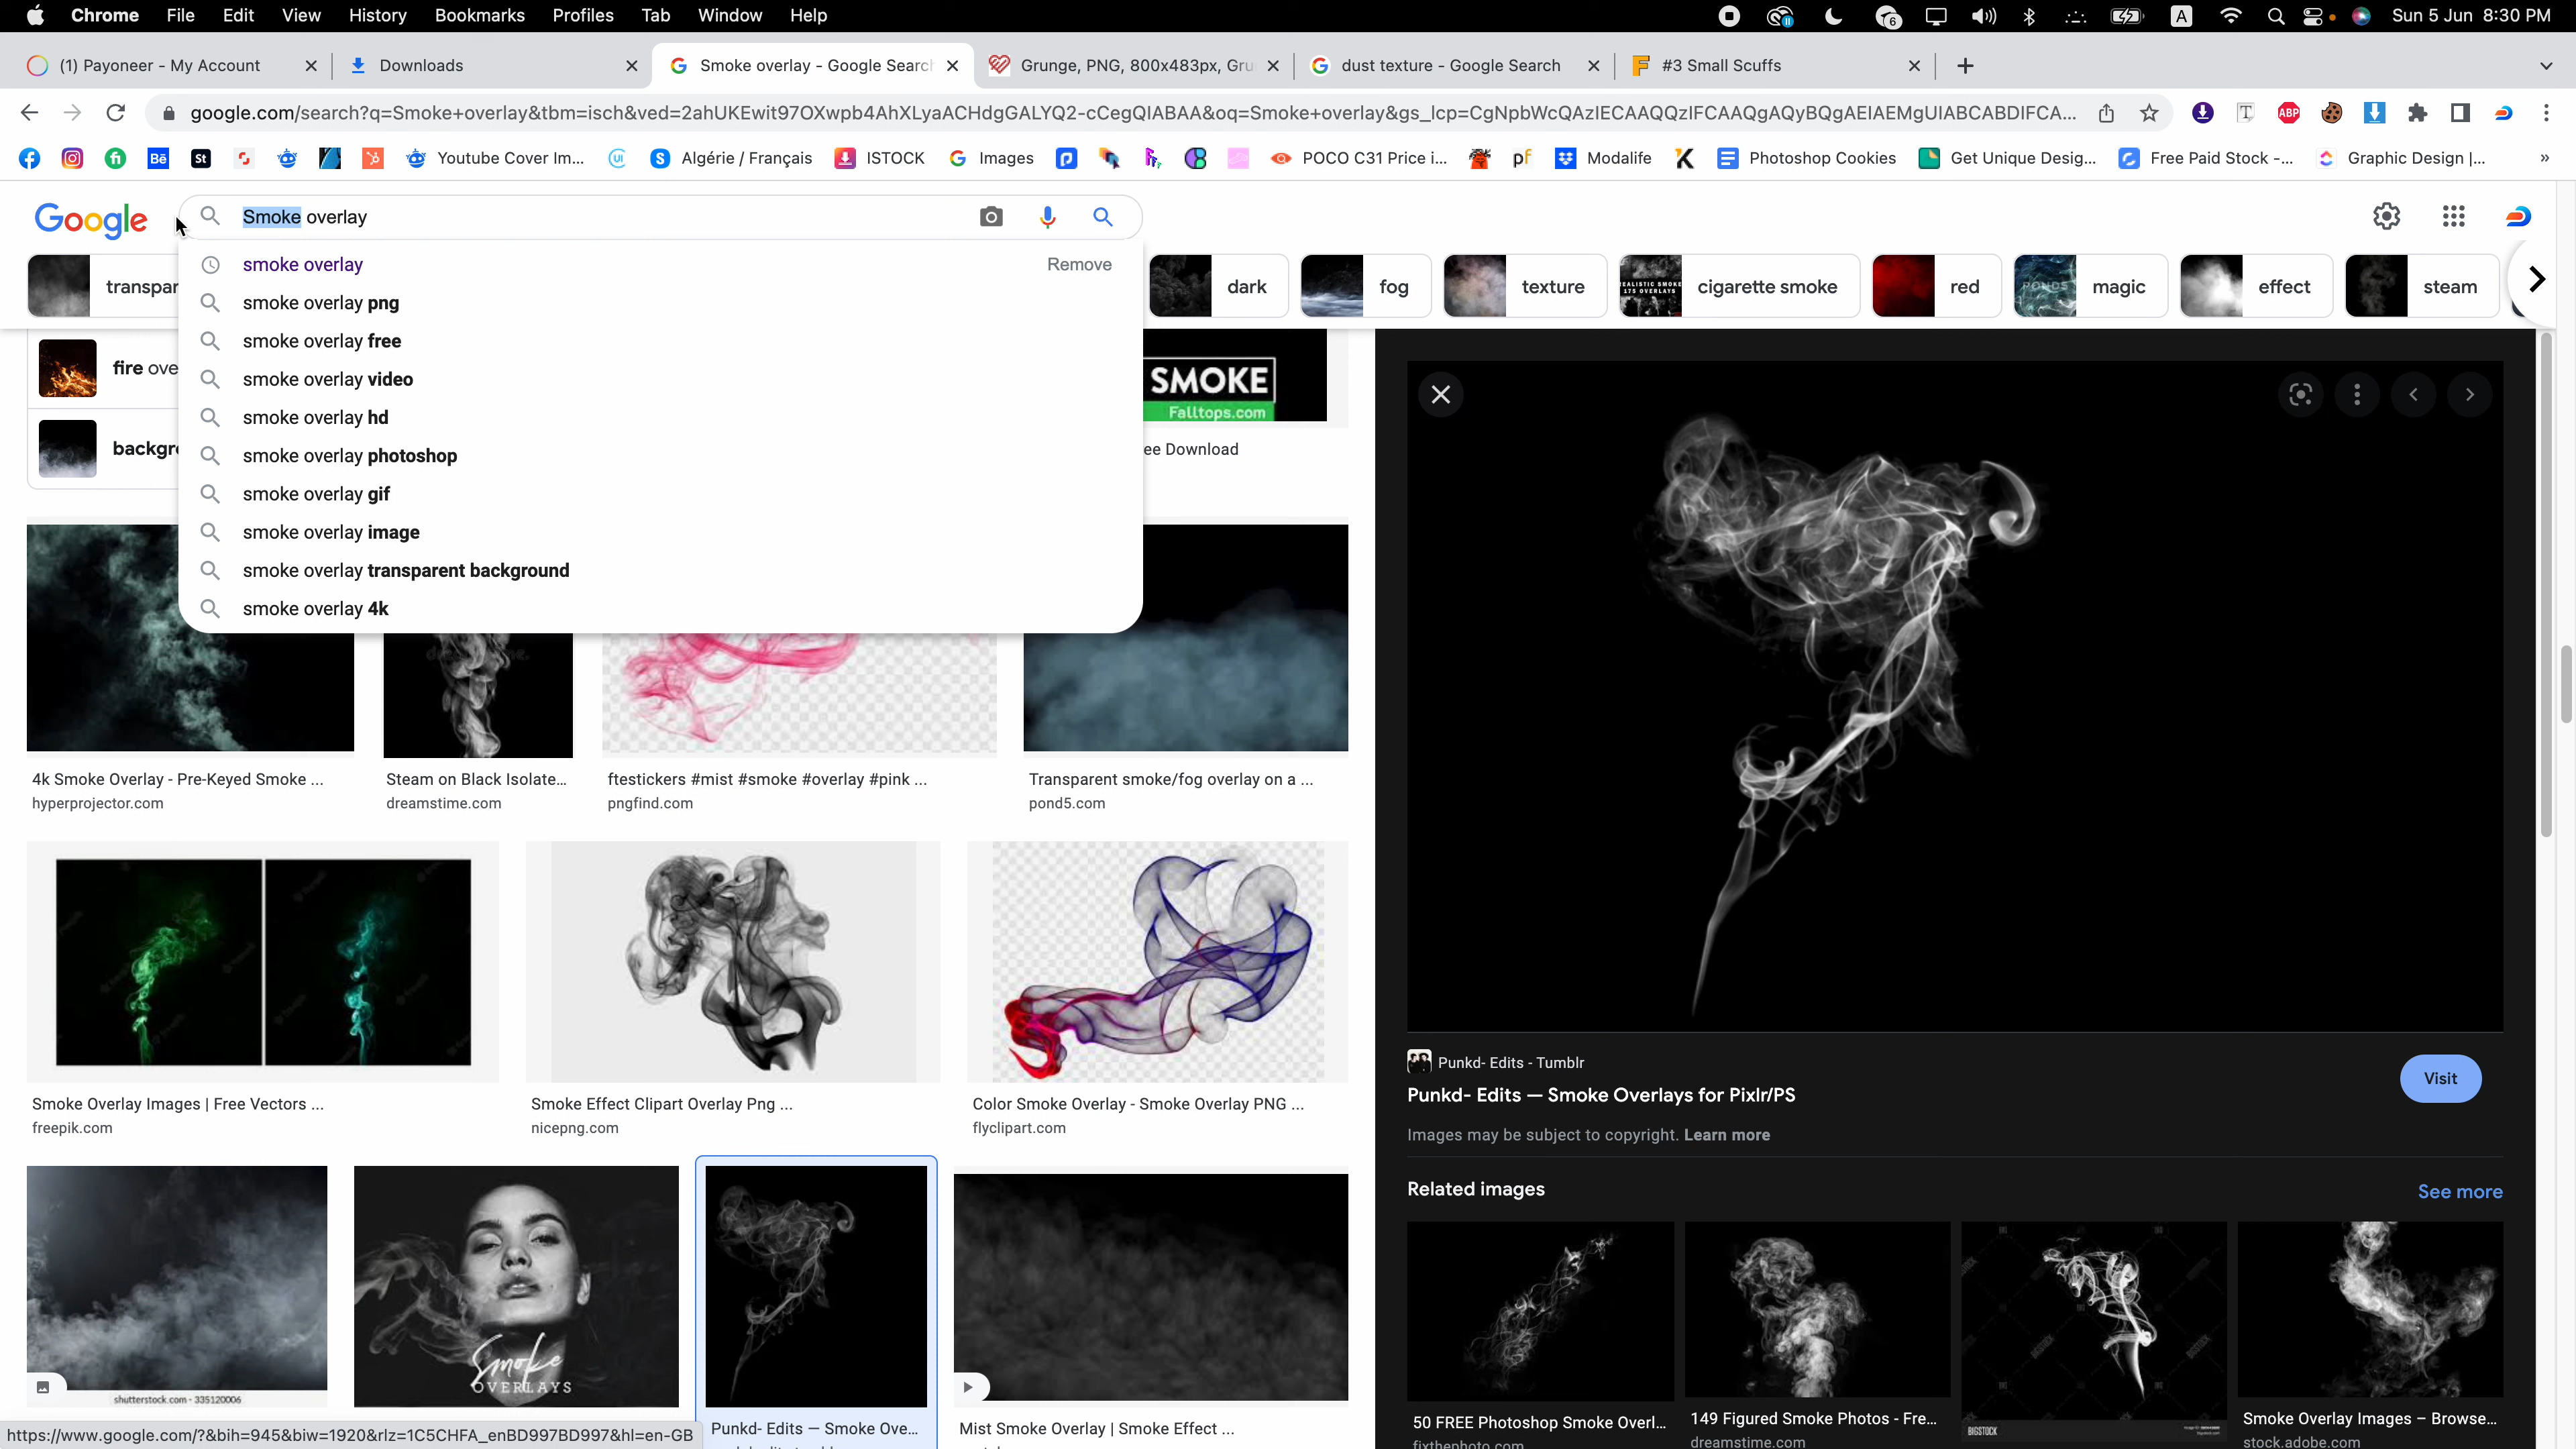 Chrome File Edit View History Bookmarks Profiles Tab Window Help
6 A Sun 5 Jun 8:30 PM
(1) Payoneer - My Account
Downloads
Smoke overlay - Google Search
Grunge, PNG, 800x483px, Gru
dust texture - Google Search
#3 Small Scuffs
google.com/search?q=Smoke+overlay&tbm=isch&ved=2ahUKEwit97OXwpb4AhXLyaACHdgGALYQ2-cCegQIABAA&oq=Smoke+overlay&gs_lcp=CgNpbWcQAzIECAAQQzIFCAAQgAQyBQgAEIAEMgUIABCABDIFCA...
ABP
Bē St Youtube Cover Im... Algérie / Français ISTOCK Images POCO C31 Price i... pf Modalife Photoshop Cookies Get Unique Desig... Free Paid Stock -... Graphic Design |... »
Google
Smoke overlay
smoke overlay Remove
smoke overlay png
smoke overlay free
smoke overlay video
smoke overlay hd
smoke overlay photoshop
smoke overlay gif
smoke overlay image
smoke overlay transparent background
smoke overlay 4k
transpar
dark
fog
texture
cigarette smoke
red
magic
effect
steam
fire ove
backgr
SMOKE
Falltops.com
ee Download
4k Smoke Overlay - Pre-Keyed Smoke ...
hyperprojector.com
Steam on Black Isolate...
dreamstime.com
ftestickers #mist #smoke #overlay #pink ...
pngfind.com
Transparent smoke/fog overlay on a ...
pond5.com
Smoke Overlay Images | Free Vectors ...
freepik.com
Smoke Effect Clipart Overlay Png ...
nicepng.com
Color Smoke Overlay - Smoke Overlay PNG ...
flyclipart.com
shutterstock.com - 335120006
Smoke
OVERLAYS
Punkd- Edits — Smoke Ove...
Mist Smoke Overlay | Smoke Effect ...
https://www.google.com/?&bih=945&biw=1920&rlz=1C5CHFA_enBD997BD997&hl=en-GB
Punkd- Edits - Tumblr
Punkd- Edits — Smoke Overlays for Pixlr/PS
Visit
Images may be subject to copyright. Learn more
Related images
See more
BIGSTOCK
50 FREE Photoshop Smoke Overl...
fixthephoto.com
149 Figured Smoke Photos - Fre...
dreamstime.com
Smoke Overlay Images – Browse...
stock.adobe.com